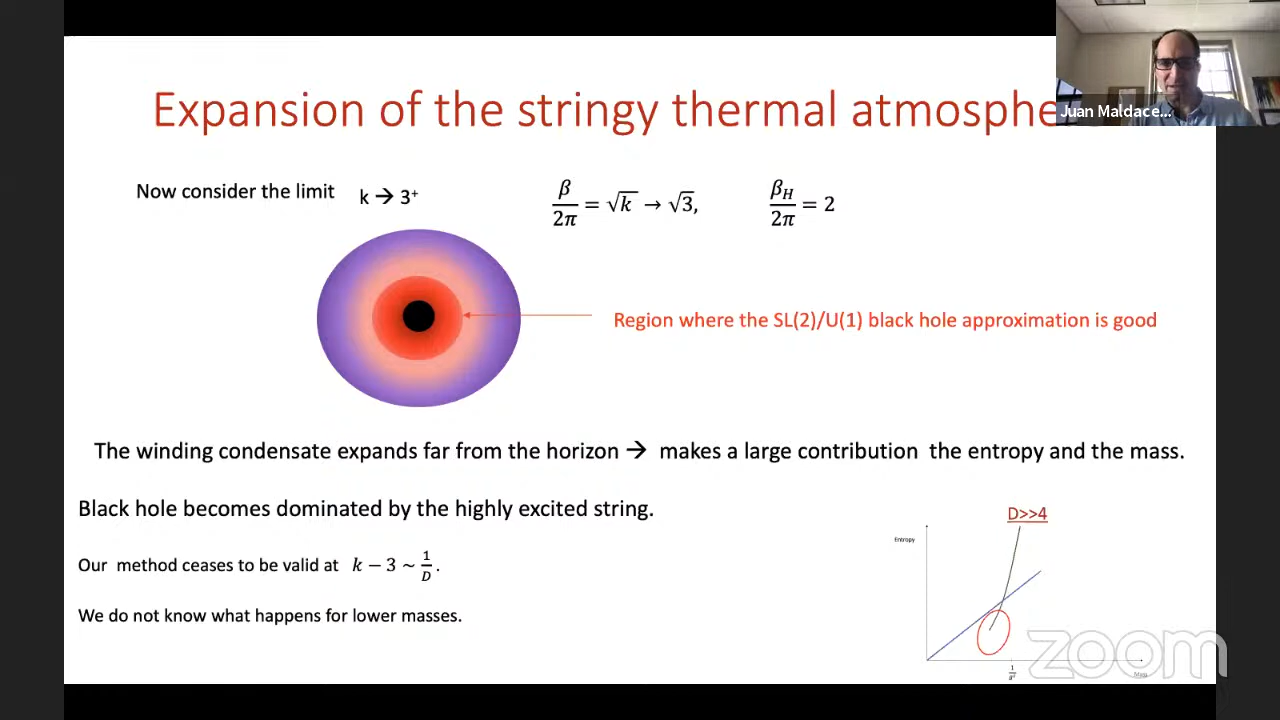 Expansion of the stringy thermal atmosphe
Juan Maldace...
Now consider the limit k → 3⁺ β/2π = √k → √3, β_H/2π = 2
Region where the SL(2)/U(1) black hole approximation is good
The winding condensate expands far from the horizon → makes a large contribution the entropy and the mass.
Black hole becomes dominated by the highly excited string.
D>>4
Entropy
Our method ceases to be valid at k − 3 ~ 1/D.
We do not know what happens for lower masses.
zoom
Mass